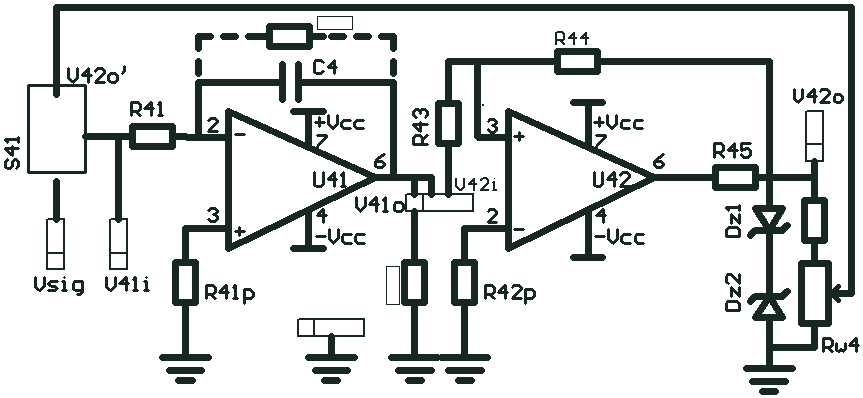 R44
V42o'
C4
V42o
R41
R43
+Vcc
+Vcc
S41
2
-
7
3
+
7
6
6
R45
U41
V42i
U42
V41o
Dz1
3
+
4
2
-
4
-Vcc
-Vcc
Vsig
V41i
R41p
R42p
Dz2
Rw4